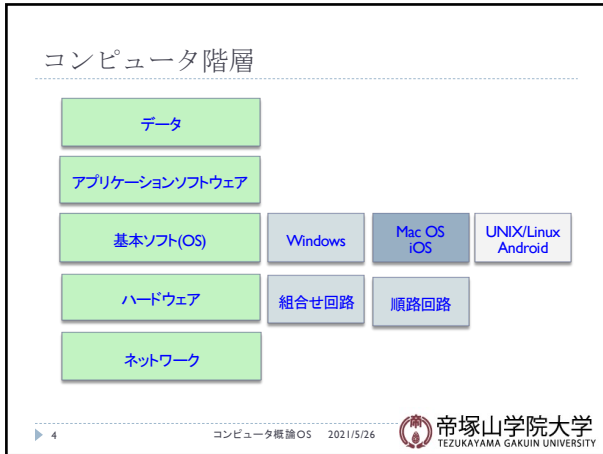 コンピュータ階層
データ
アプリケーションソフトウェア
基本ソフト(OS)
Windows
Mac OS
iOS
UNIX/Linux
Android
ハードウェア
組合せ回路
順路回路
ネットワーク
4
コンピュータ概論OS 2021/5/26
帝塚山学院大学
TEZUKAYAMA GAKUIN UNIVERSITY